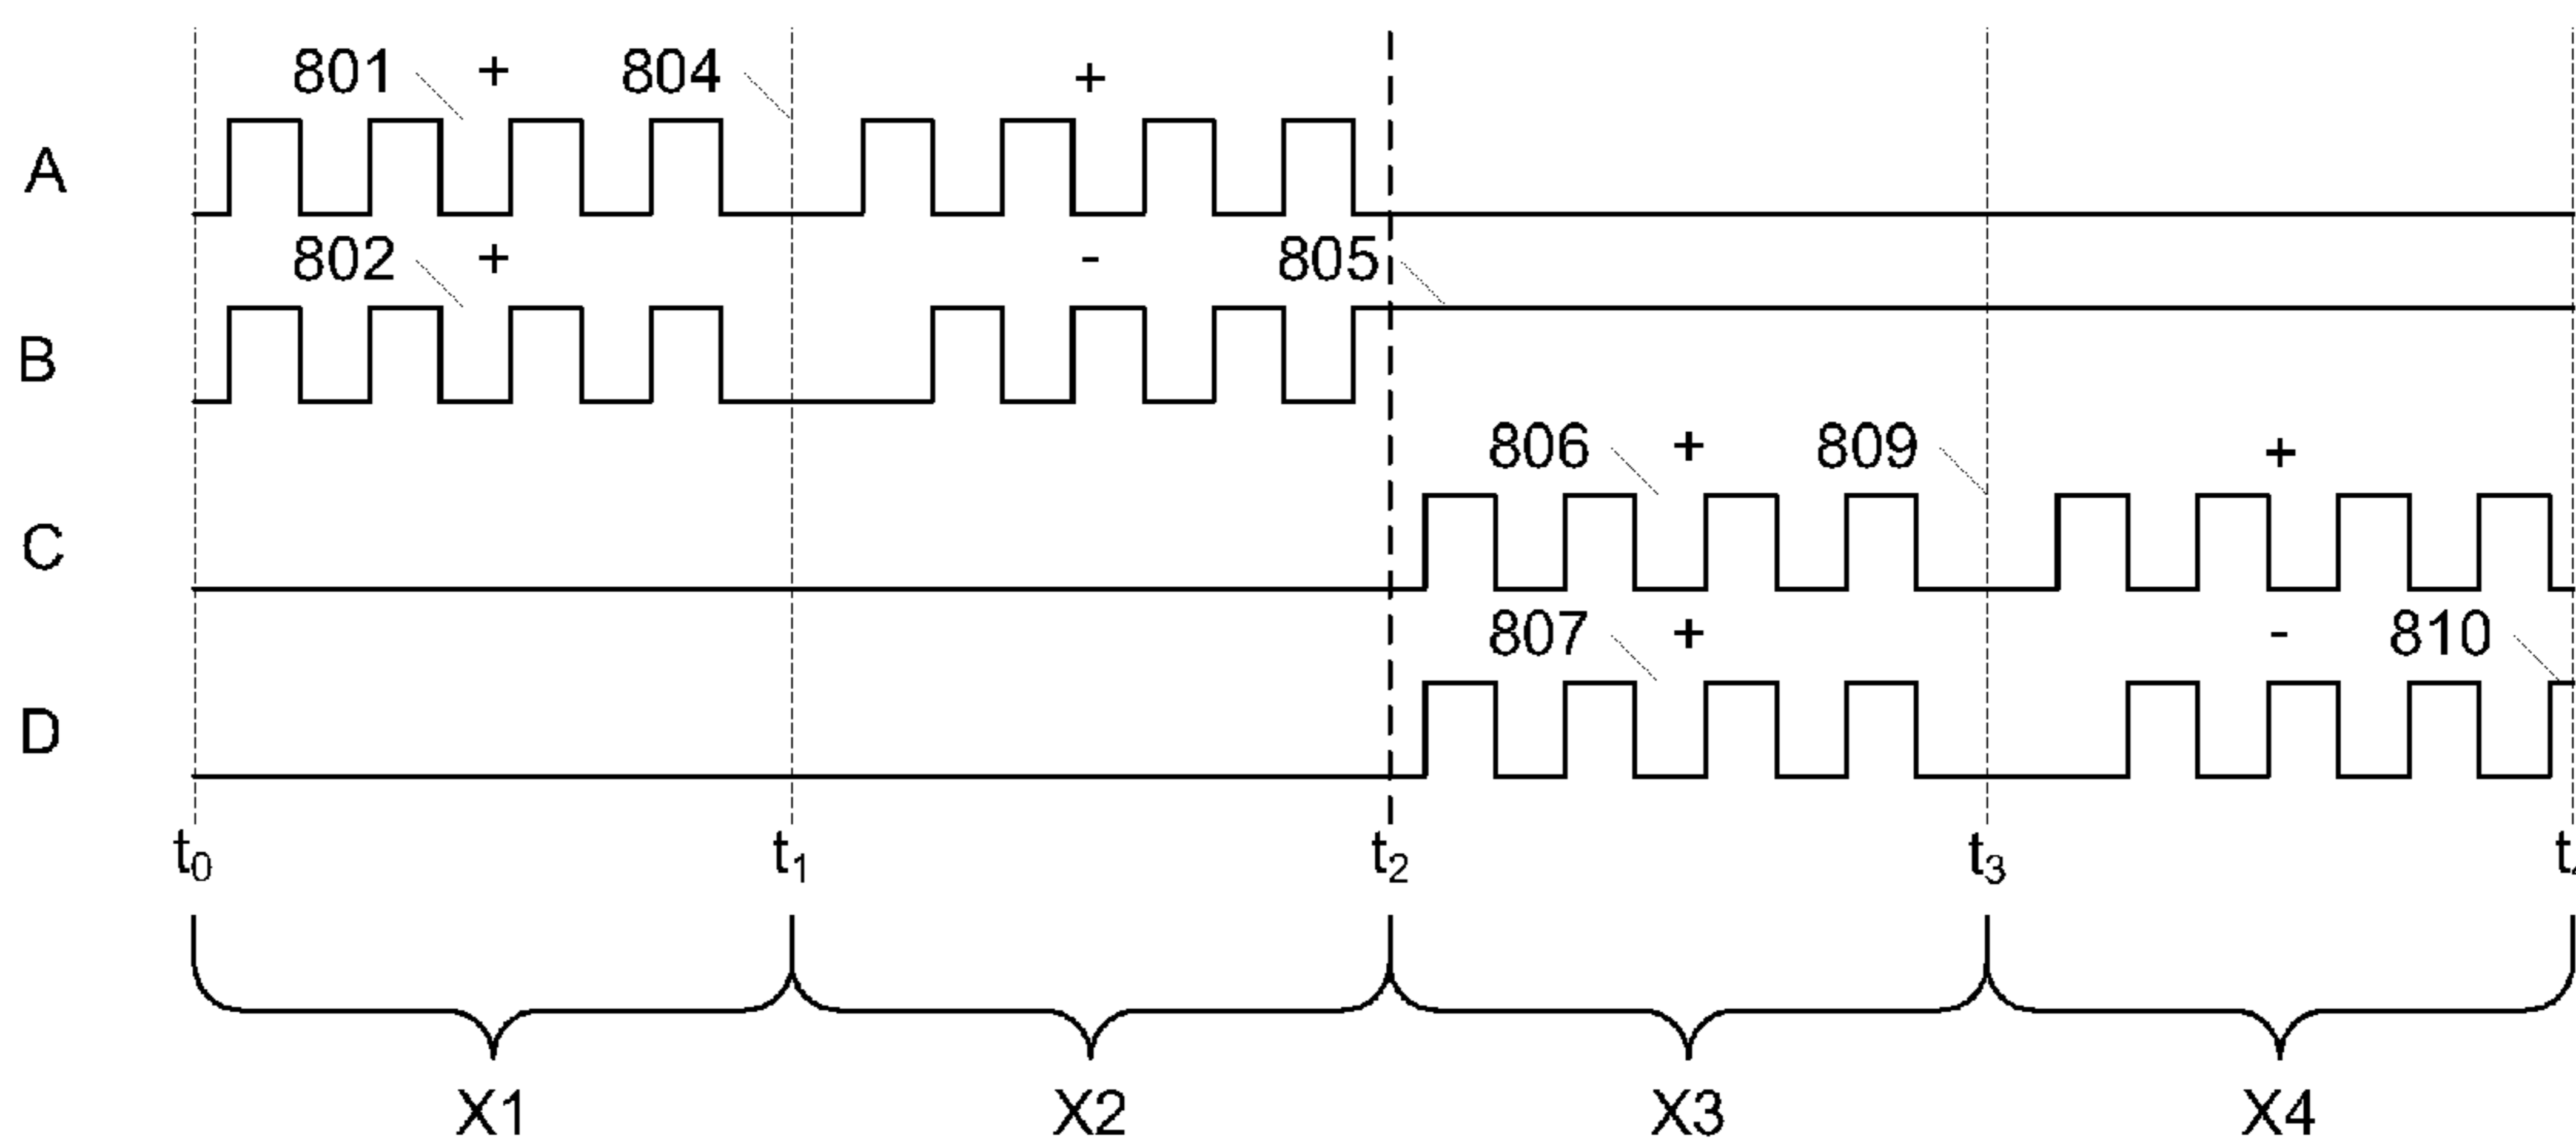 801 + 804 +
A
802 + - 805
B
806 + 809 +
C
807 + - 810
D
t0 t1 t2 t3
X1 X2 X3 X4